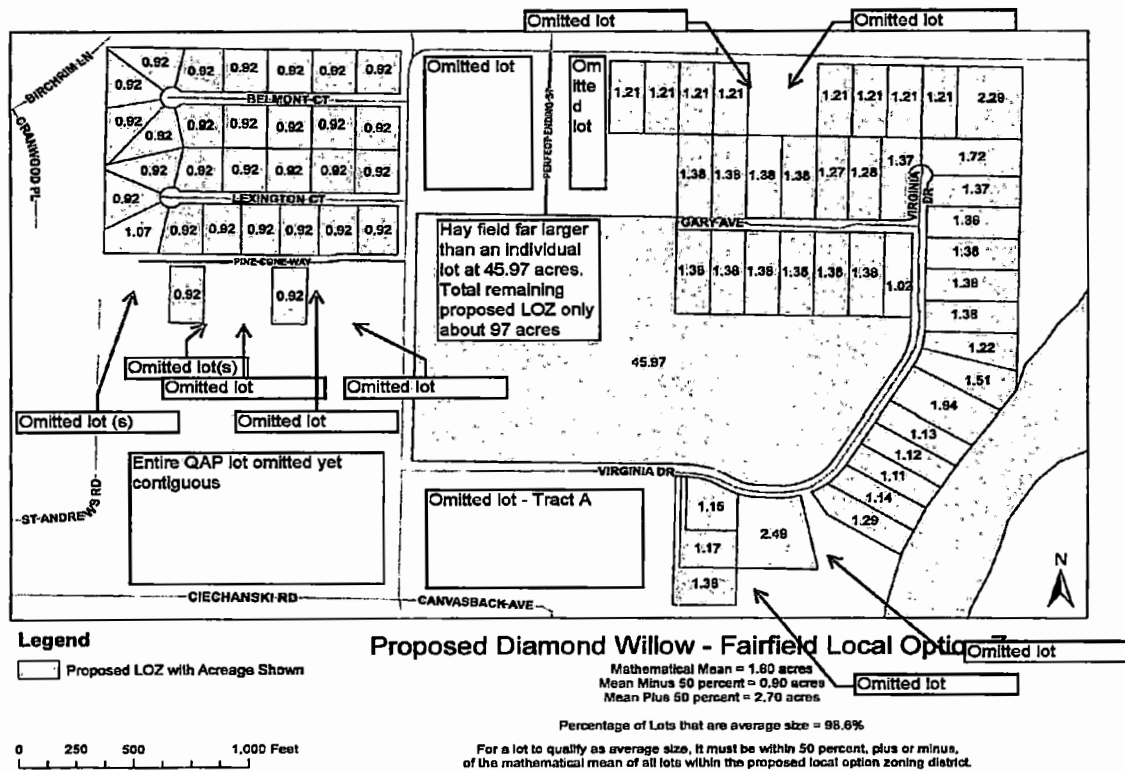 Omitted lot
Omitted lot
BIRCHRIM LN
CRANWOOD PL
0.92 0.92 0.92 0.92 0.92 0.92
0.92
BELMONT CT
0.92 0.92 0.92 0.92 0.92 0.92
0.92
0.92 0.92 0.92 0.92 0.92 0.92
0.92
LEXINGTON CT
1.07 0.92 0.92 0.92 0.92 0.92 0.92
PINE CONE WAY
0.92 0.92
Omitted lot
PERFECT ENDING ST
Om
itte
d
lot
1.21 1.21 1.21 1.21
1.21 1.21 1.21 1.21 2.29
1.38 1.38 1.38 1.38 1.27 1.28 1.37
VIRGINIA
DR
1.72
1.37
GARY AVE
1.38 1.38 1.38 1.38 1.38 1.38 1.02
1.38
1.38
1.38
1.38
1.22
1.51
1.94
1.13
1.12
1.11
1.14
1.29
Hay field far larger
than an individual
lot at 45.97 acres.
Total remaining
proposed LOZ only
about 97 acres
45.97
Omitted lot(s)
Omitted lot
Omitted lot
Omitted lot (s)
Omitted lot
Entire QAP lot omitted yet
contiguous
ST ANDREWS RD
VIRGINIA DR
Omitted lot - Tract A
1.15
2.49
1.17
1.38
N
CIECHANSKI RD
CANVASBACK AVE
Legend
Proposed LOZ with Acreage Shown
Proposed Diamond Willow - Fairfield Local Option
Omitted lot
Mathematical Mean = 1.80 acres
Mean Minus 50 percent = 0.90 acres
Mean Plus 50 percent = 2.70 acres
Omitted lot
Percentage of Lots that are average size = 98.6%
For a lot to qualify as average size, it must be within 50 percent, plus or minus,
of the mathematical mean of all lots within the proposed local option zoning district.
0 250 500 1,000 Feet